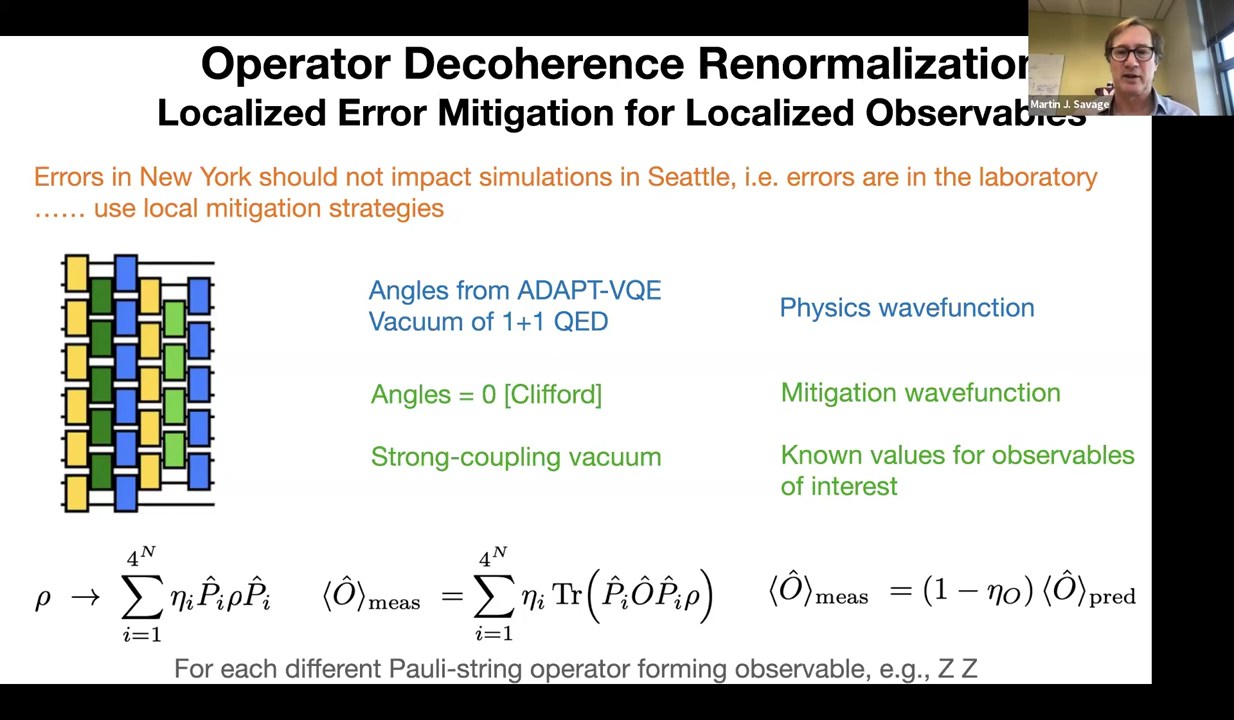 Operator Decoherence Renormalization
Localized Error Mitigation for Localized Observables
Martin J. Savage
Errors in New York should not impact simulations in Seattle, i.e. errors are in the laboratory
…… use local mitigation strategies
Angles from ADAPT-VQE
Vacuum of 1+1 QED
Physics wavefunction
Angles = 0 [Clifford]
Mitigation wavefunction
Strong-coupling vacuum
Known values for observables
of interest
ρ → ∑_{i=1}^{4^N} η_i P̂_i ρ P̂_i
⟨Ô⟩_meas = ∑_{i=1}^{4^N} η_i Tr(P̂_i Ô P̂_i ρ)
⟨Ô⟩_meas = (1 − η_O) ⟨Ô⟩_pred
For each different Pauli-string operator forming observable, e.g., Z Z